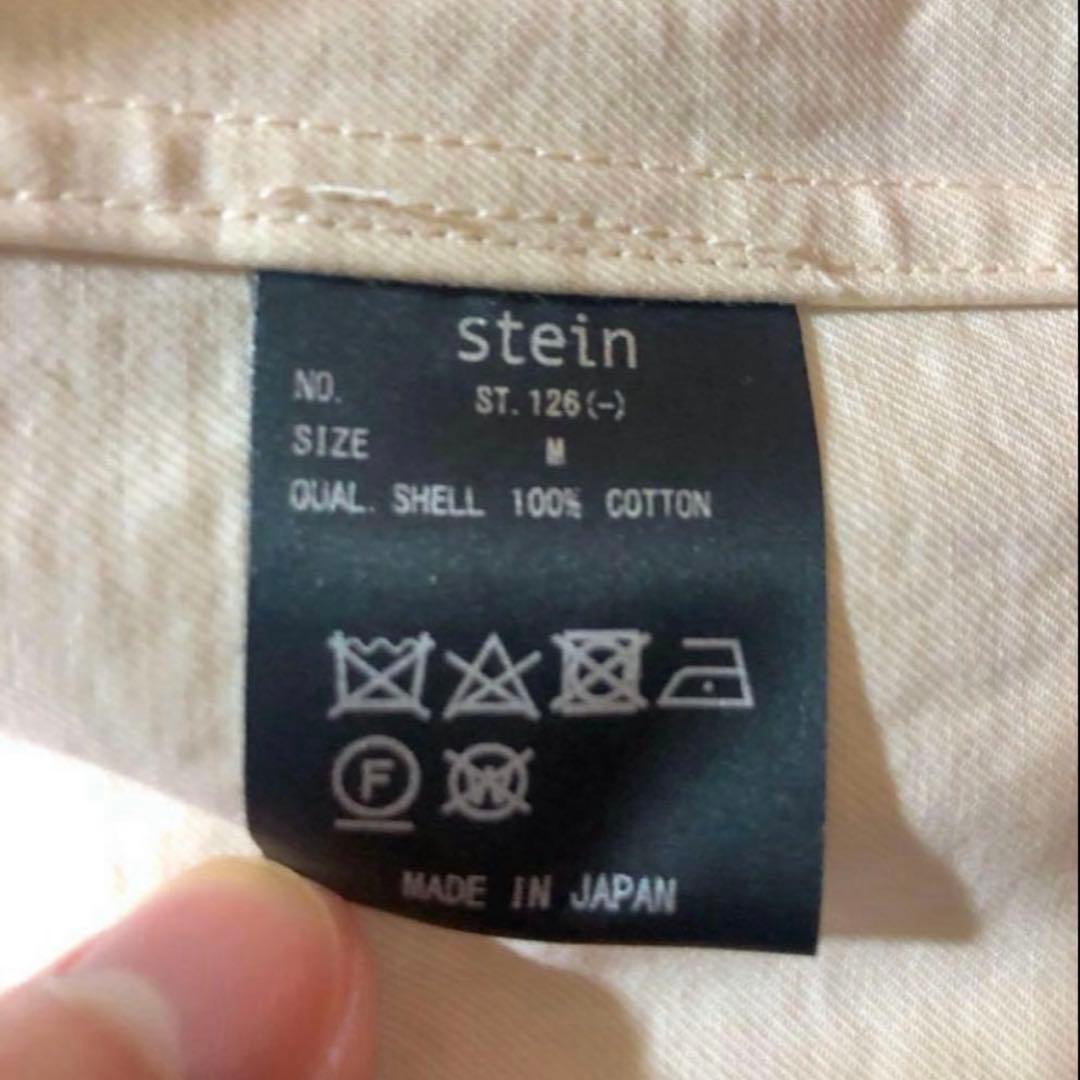 stein
NO. ST.126(-)
SIZE M
QUAL. SHELL 100% COTTON
F W
MADE IN JAPAN